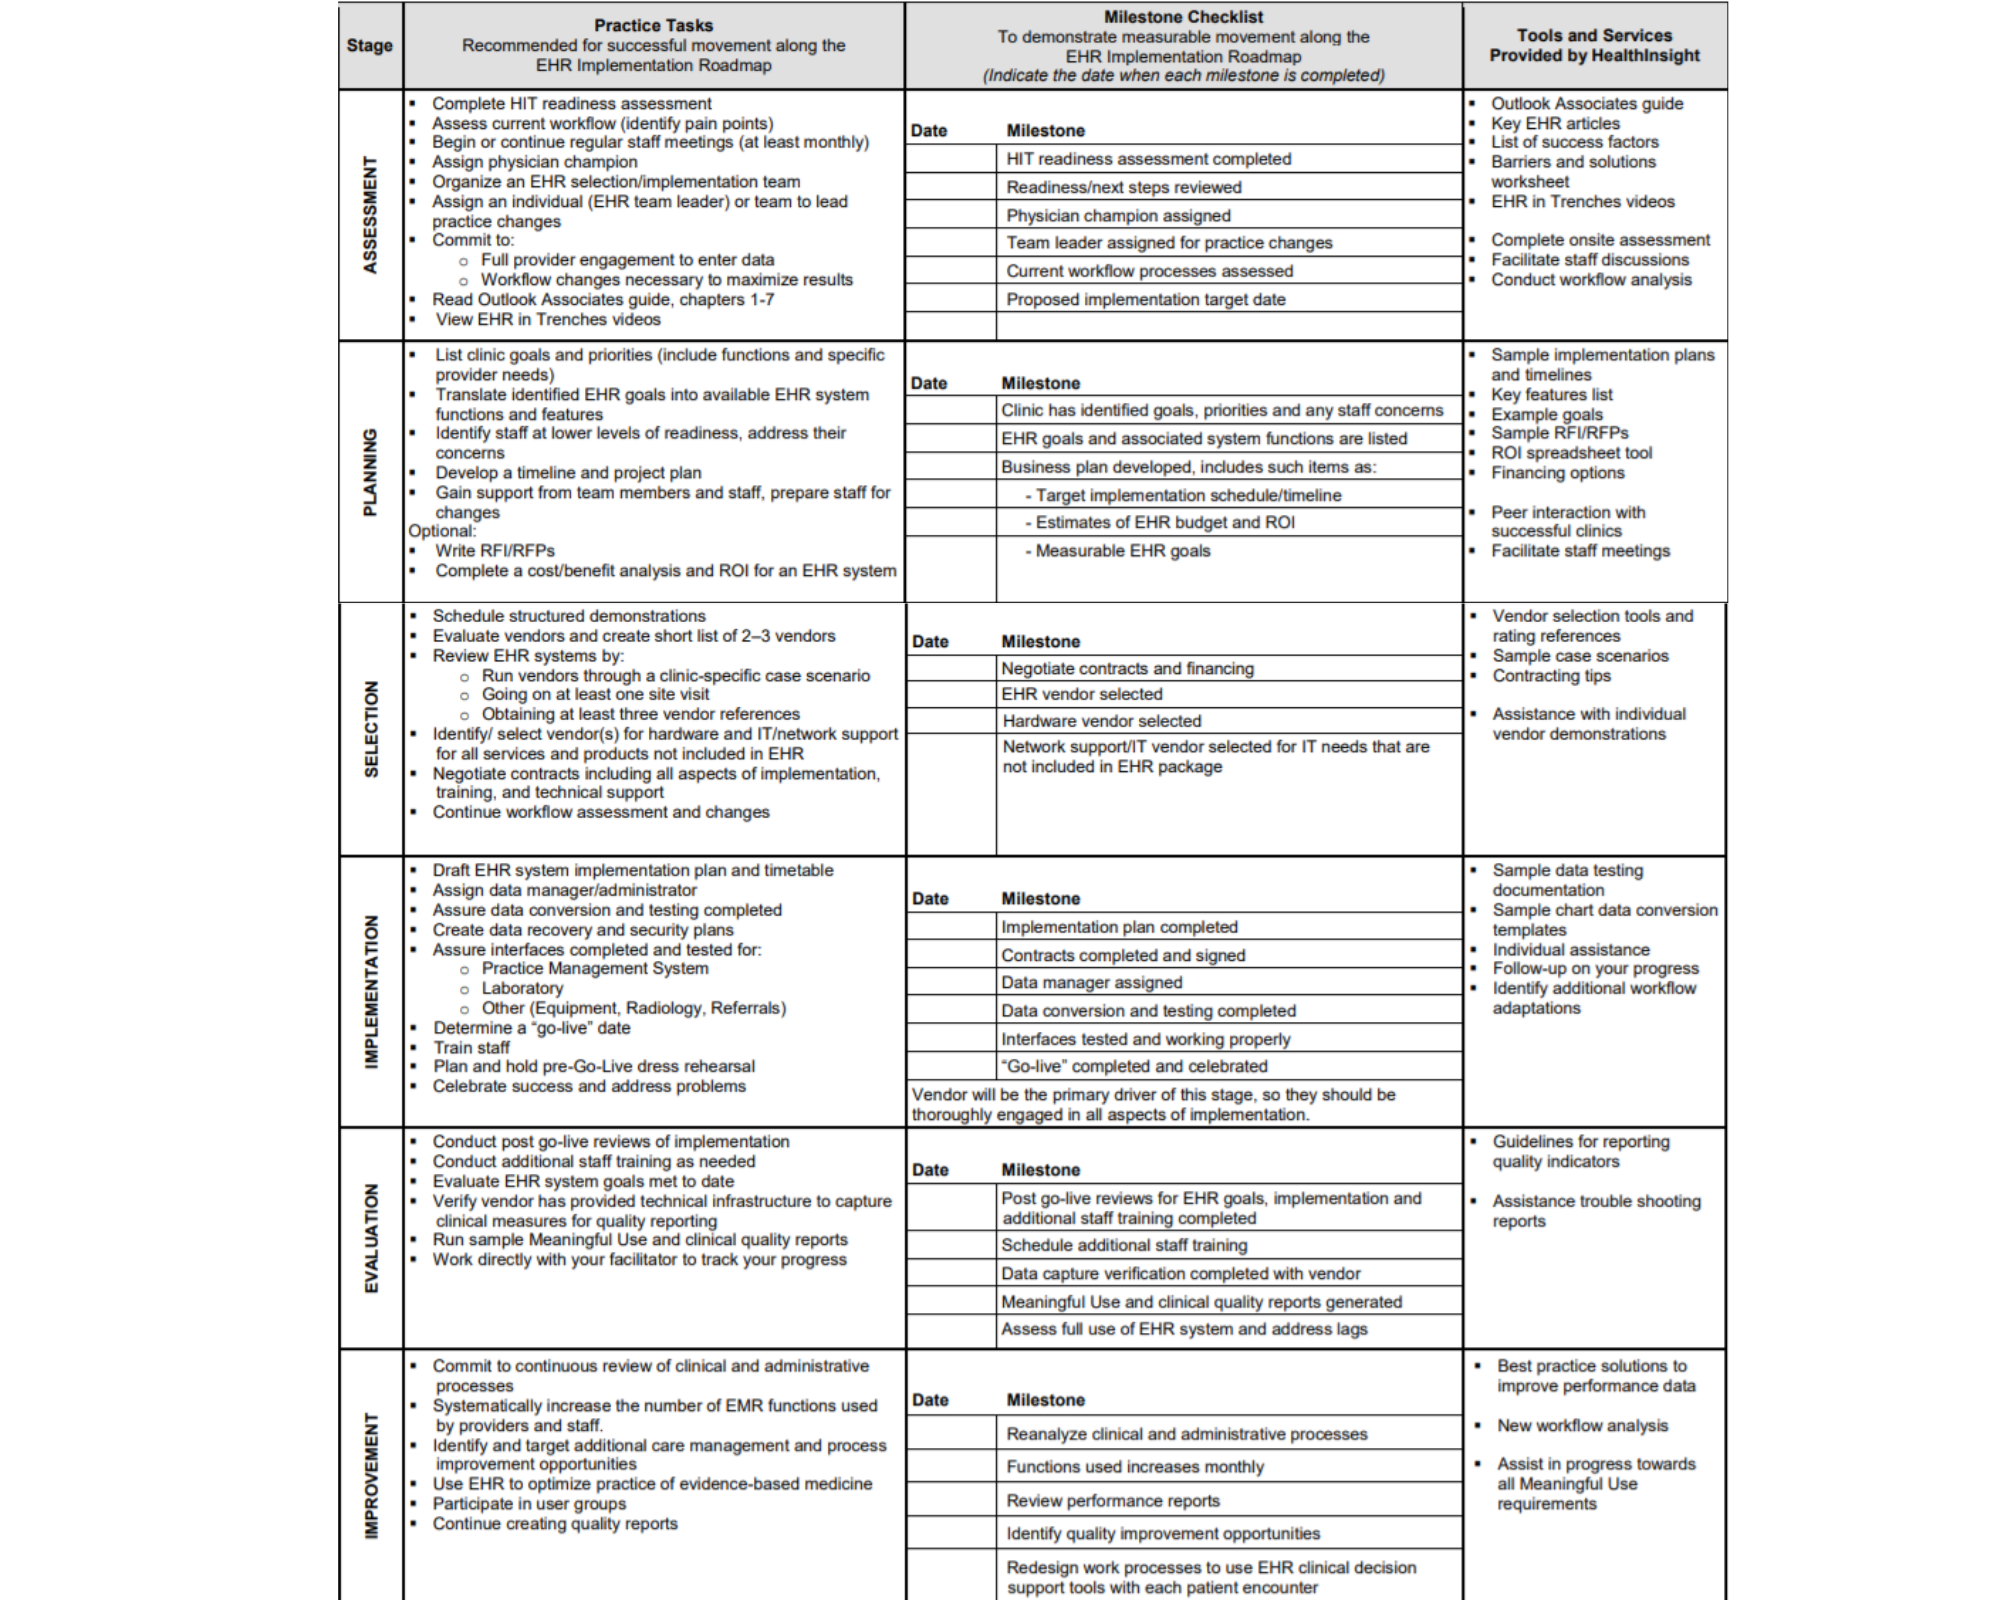 Stage
Practice Tasks
Recommended for successful movement along the
EHR Implementation Roadmap
Milestone Checklist
To demonstrate measurable movement along the
EHR Implementation Roadmap
(Indicate the date when each milestone is completed)
Tools and Services
Provided by HealthInsight
ASSESSMENT
▪ Complete HIT readiness assessment
▪ Assess current workflow (identify pain points)
▪ Begin or continue regular staff meetings (at least monthly)
▪ Assign physician champion
▪ Organize an EHR selection/implementation team
▪ Assign an individual (EHR team leader) or team to lead
practice changes
▪ Commit to:
o Full provider engagement to enter data
o Workflow changes necessary to maximize results
▪ Read Outlook Associates guide, chapters 1-7
▪ View EHR in Trenches videos
Date Milestone
HIT readiness assessment completed
Readiness/next steps reviewed
Physician champion assigned
Team leader assigned for practice changes
Current workflow processes assessed
Proposed implementation target date
▪ Outlook Associates guide
▪ Key EHR articles
▪ List of success factors
▪ Barriers and solutions
worksheet
▪ EHR in Trenches videos
▪ Complete onsite assessment
▪ Facilitate staff discussions
▪ Conduct workflow analysis
PLANNING
▪ List clinic goals and priorities (include functions and specific
provider needs)
▪ Translate identified EHR goals into available EHR system
functions and features
▪ Identify staff at lower levels of readiness, address their
concerns
▪ Develop a timeline and project plan
▪ Gain support from team members and staff, prepare staff for
changes
Optional:
▪ Write RFI/RFPs
▪ Complete a cost/benefit analysis and ROI for an EHR system
Date Milestone
Clinic has identified goals, priorities and any staff concerns
EHR goals and associated system functions are listed
Business plan developed, includes such items as:
- Target implementation schedule/timeline
- Estimates of EHR budget and ROI
- Measurable EHR goals
▪ Sample implementation plans
and timelines
▪ Key features list
▪ Example goals
▪ Sample RFI/RFPs
▪ ROI spreadsheet tool
▪ Financing options
▪ Peer interaction with
successful clinics
▪ Facilitate staff meetings
SELECTION
▪ Schedule structured demonstrations
▪ Evaluate vendors and create short list of 2–3 vendors
▪ Review EHR systems by:
o Run vendors through a clinic-specific case scenario
o Going on at least one site visit
o Obtaining at least three vendor references
▪ Identify/ select vendor(s) for hardware and IT/network support
for all services and products not included in EHR
▪ Negotiate contracts including all aspects of implementation,
training, and technical support
▪ Continue workflow assessment and changes
Date Milestone
Negotiate contracts and financing
EHR vendor selected
Hardware vendor selected
Network support/IT vendor selected for IT needs that are
not included in EHR package
▪ Vendor selection tools and
rating references
▪ Sample case scenarios
▪ Contracting tips
▪ Assistance with individual
vendor demonstrations
IMPLEMENTATION
▪ Draft EHR system implementation plan and timetable
▪ Assign data manager/administrator
▪ Assure data conversion and testing completed
▪ Create data recovery and security plans
▪ Assure interfaces completed and tested for:
o Practice Management System
o Laboratory
o Other (Equipment, Radiology, Referrals)
▪ Determine a “go-live” date
▪ Train staff
▪ Plan and hold pre-Go-Live dress rehearsal
▪ Celebrate success and address problems
Date Milestone
Implementation plan completed
Contracts completed and signed
Data manager assigned
Data conversion and testing completed
Interfaces tested and working properly
“Go-live” completed and celebrated
Vendor will be the primary driver of this stage, so they should be
thoroughly engaged in all aspects of implementation.
▪ Sample data testing
documentation
▪ Sample chart data conversion
templates
▪ Individual assistance
▪ Follow-up on your progress
▪ Identify additional workflow
adaptations
EVALUATION
▪ Conduct post go-live reviews of implementation
▪ Conduct additional staff training as needed
▪ Evaluate EHR system goals met to date
▪ Verify vendor has provided technical infrastructure to capture
clinical measures for quality reporting
▪ Run sample Meaningful Use and clinical quality reports
▪ Work directly with your facilitator to track your progress
Date Milestone
Post go-live reviews for EHR goals, implementation and
additional staff training completed
Schedule additional staff training
Data capture verification completed with vendor
Meaningful Use and clinical quality reports generated
Assess full use of EHR system and address lags
▪ Guidelines for reporting
quality indicators
▪ Assistance trouble shooting
reports
IMPROVEMENT
▪ Commit to continuous review of clinical and administrative
processes
▪ Systematically increase the number of EMR functions used
by providers and staff.
▪ Identify and target additional care management and process
improvement opportunities
▪ Use EHR to optimize practice of evidence-based medicine
▪ Participate in user groups
▪ Continue creating quality reports
Date Milestone
Reanalyze clinical and administrative processes
Functions used increases monthly
Review performance reports
Identify quality improvement opportunities
Redesign work processes to use EHR clinical decision
support tools with each patient encounter
▪ Best practice solutions to
improve performance data
▪ New workflow analysis
▪ Assist in progress towards
all Meaningful Use
requirements